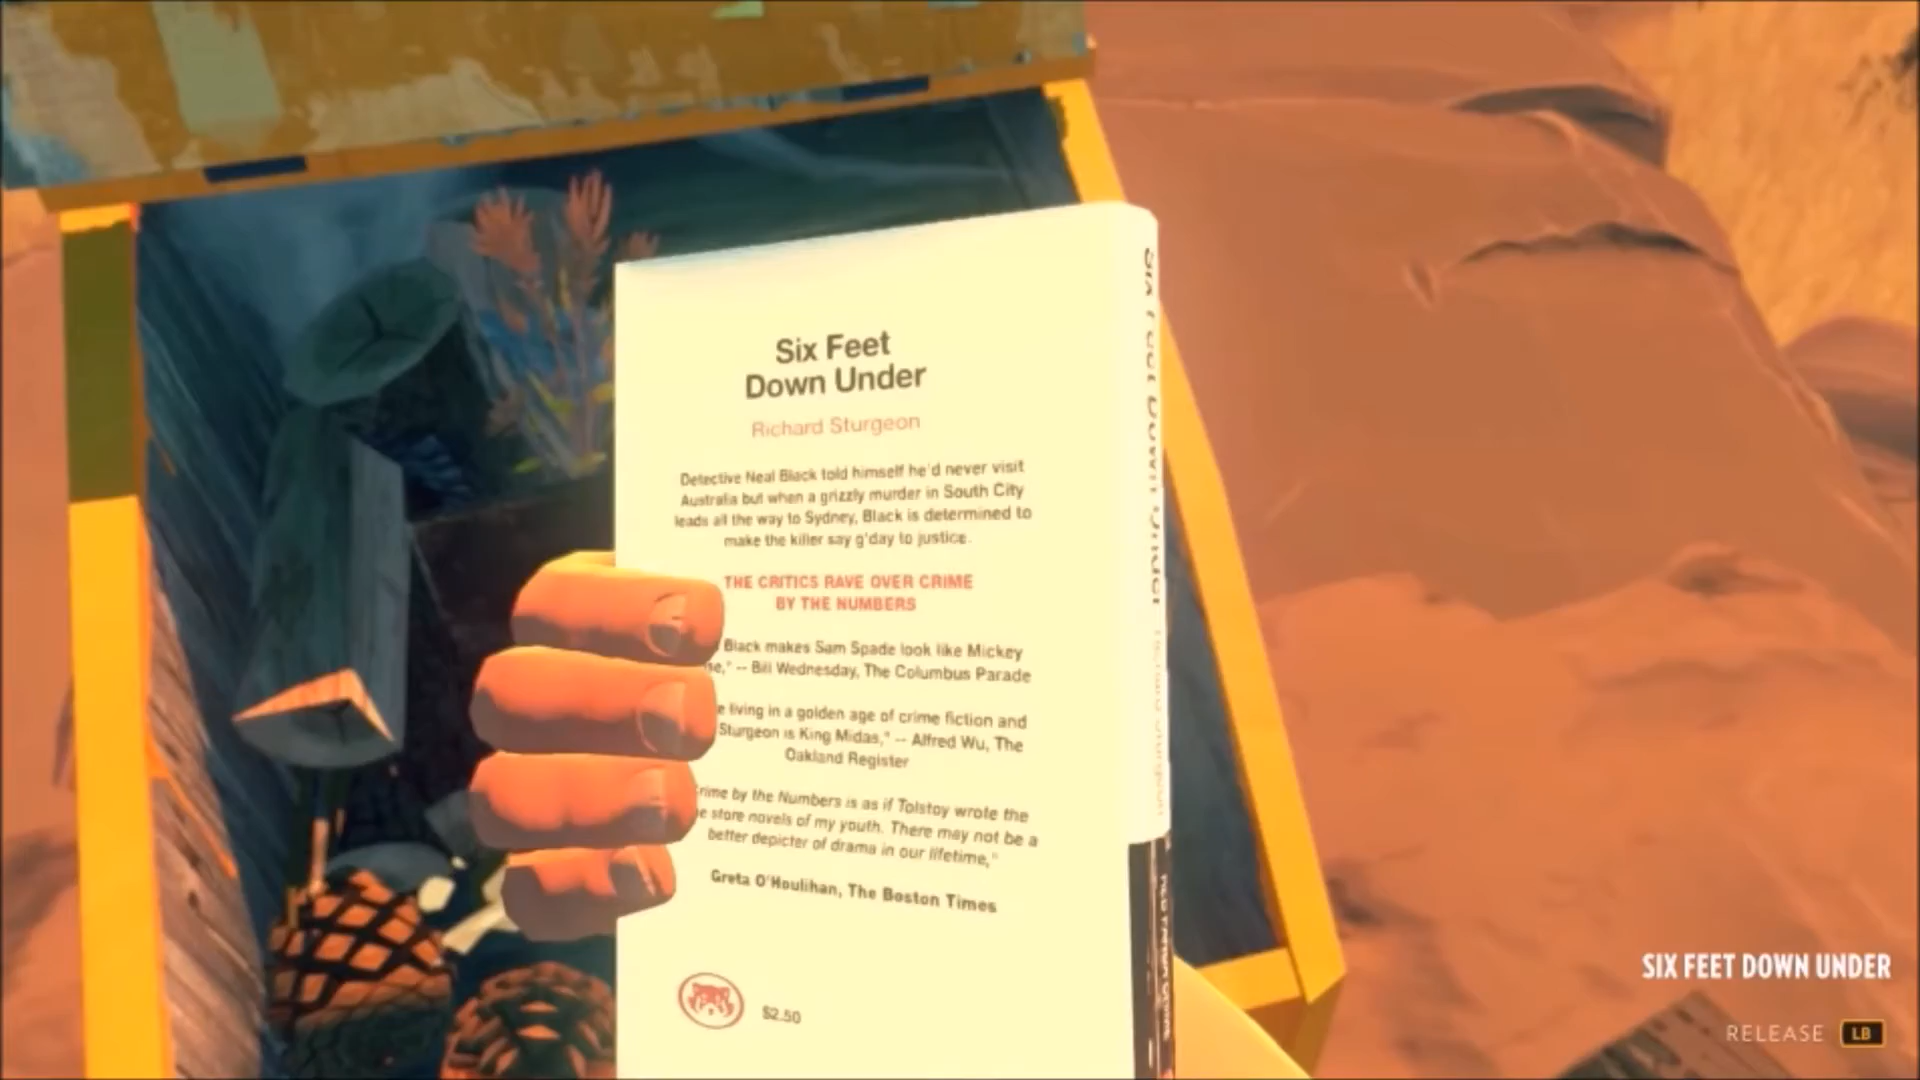 Six Feet
Down Under
Richard Sturgeon
Detective Neal Black told himself he'd never visit
Australia but when a grizzly murder in South City
leads all the way to Sydney, Black is determined to
make the killer say g'day to justice.
THE CRITICS RAVE OVER CRIME
BY THE NUMBERS
Black makes Sam Spade look like Mickey
se," -- Bill Wednesday, The Columbus Parade
e living in a golden age of crime fiction and
Sturgeon is King Midas," -- Alfred Wu, The
Oakland Register
rime by the Numbers is as if Tolstoy wrote the
e store novels of my youth. There may not be a
better depicter of drama in our lifetime,"
Greta O'Houlihan, The Boston Times
$2.50
Six Feet Down Under
SIX FEET DOWN UNDER
RELEASE LB